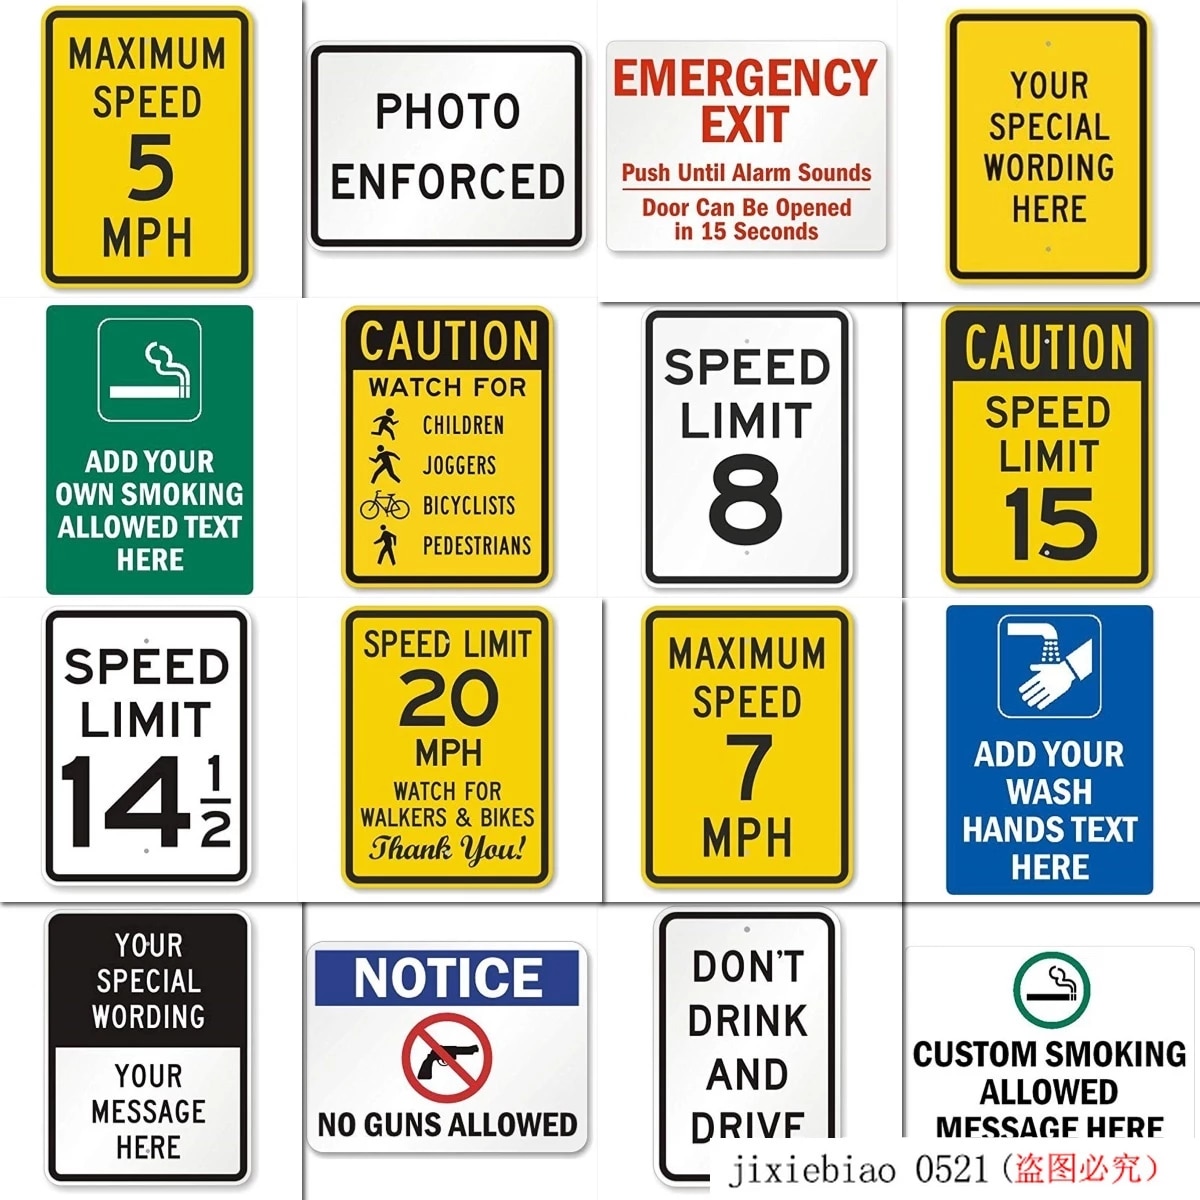 MAXIMUM
SPEED
5
MPH
PHOTO
ENFORCED
EMERGENCY
EXIT
Push Until Alarm Sounds
Door Can Be Opened
in 15 Seconds
YOUR
SPECIAL
WORDING
HERE
ADD YOUR
OWN SMOKING
ALLOWED TEXT
HERE
CAUTION
WATCH FOR
CHILDREN
JOGGERS
BICYCLISTS
PEDESTRIANS
SPEED
LIMIT
8
CAUTION
SPEED
LIMIT
15
SPEED
LIMIT
14 1/2
SPEED LIMIT
20
MPH
WATCH FOR
WALKERS & BIKES
Thank You!
MAXIMUM
SPEED
7
MPH
ADD YOUR
WASH
HANDS TEXT
HERE
YOUR
SPECIAL
WORDING
YOUR
MESSAGE
HERE
NOTICE
NO GUNS ALLOWED
DON'T
DRINK
AND
DRIVE
CUSTOM SMOKING
ALLOWED
MESSAGE HERE
jixiebiao 0521(盗图必究)